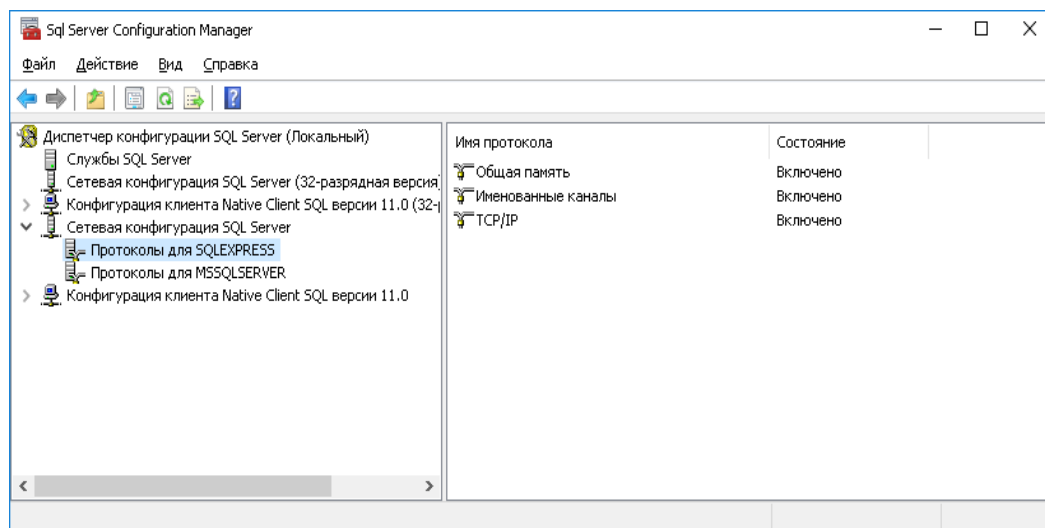 Sql Server Configuration Manager
Файл Действие Вид Справка
Диспетчер конфигурации SQL Server (Локальный)
Службы SQL Server
Сетевая конфигурация SQL Server (32-разрядная версия)
Конфигурация клиента Native Client SQL версии 11.0 (32-
Сетевая конфигурация SQL Server
Протоколы для SQLEXPRESS
Протоколы для MSSQLSERVER
Конфигурация клиента Native Client SQL версии 11.0
Имя протокола Состояние
Общая память Включено
Именованные каналы Включено
TCP/IP Включено